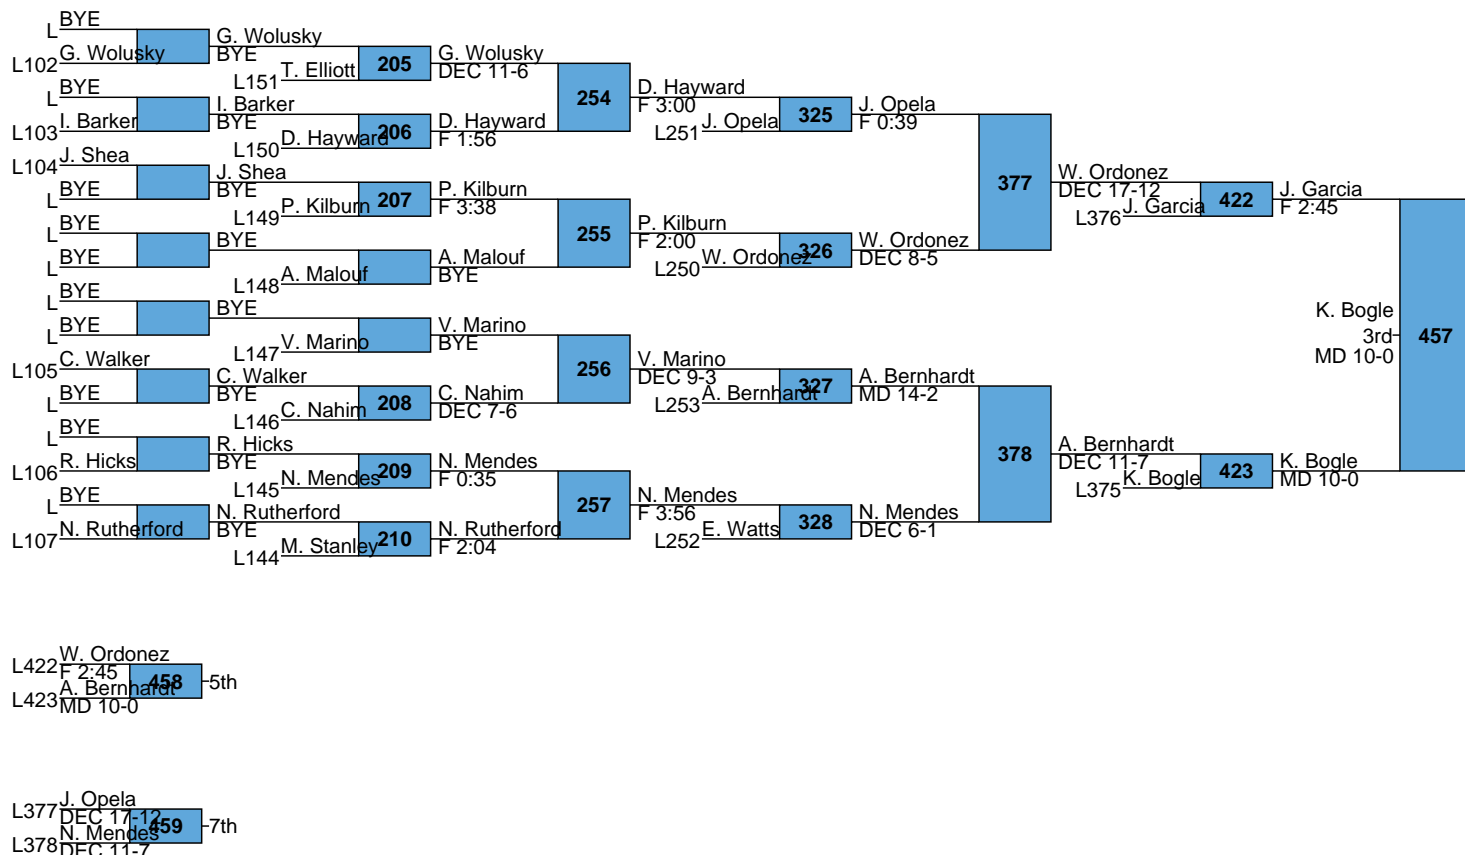 BYE
L
G. Wolusky
L102
G. Wolusky
BYE
T. Elliott
L151
205
G. Wolusky
DEC 11-6
BYE
L
I. Barker
L103
I. Barker
BYE
D. Hayward
L150
206
D. Hayward
F 1:56
254
D. Hayward
F 3:00
J. Opela
L251
325
J. Opela
F 0:39
J. Shea
L104
BYE
L
J. Shea
BYE
P. Kilburn
L149
207
P. Kilburn
F 3:38
BYE
L
BYE
L
BYE
A. Malouf
L148
A. Malouf
BYE
255
P. Kilburn
F 2:00
W. Ordonez
L250
326
W. Ordonez
DEC 8-5
377
W. Ordonez
DEC 17-12
J. Garcia
L376
422
J. Garcia
F 2:45
BYE
L
BYE
L
BYE
V. Marino
L147
V. Marino
BYE
C. Walker
L105
BYE
L
C. Walker
BYE
C. Nahim
L146
208
C. Nahim
DEC 7-6
256
V. Marino
DEC 9-3
A. Bernhardt
L253
327
A. Bernhardt
MD 14-2
BYE
L
R. Hicks
L106
R. Hicks
BYE
N. Mendes
L145
209
N. Mendes
F 0:35
BYE
L
N. Rutherford
L107
N. Rutherford
BYE
M. Stanley
L144
210
N. Rutherford
F 2:04
257
N. Mendes
F 3:56
E. Watts
L252
328
N. Mendes
DEC 6-1
378
A. Bernhardt
DEC 11-7
K. Bogle
L375
423
K. Bogle
MD 10-0
K. Bogle
3rd
MD 10-0
457
W. Ordonez
L422
F 2:45
A. Bernhardt
L423
MD 10-0
458
5th
J. Opela
L377
DEC 17-12
N. Mendes
L378
DEC 11-7
459
7th